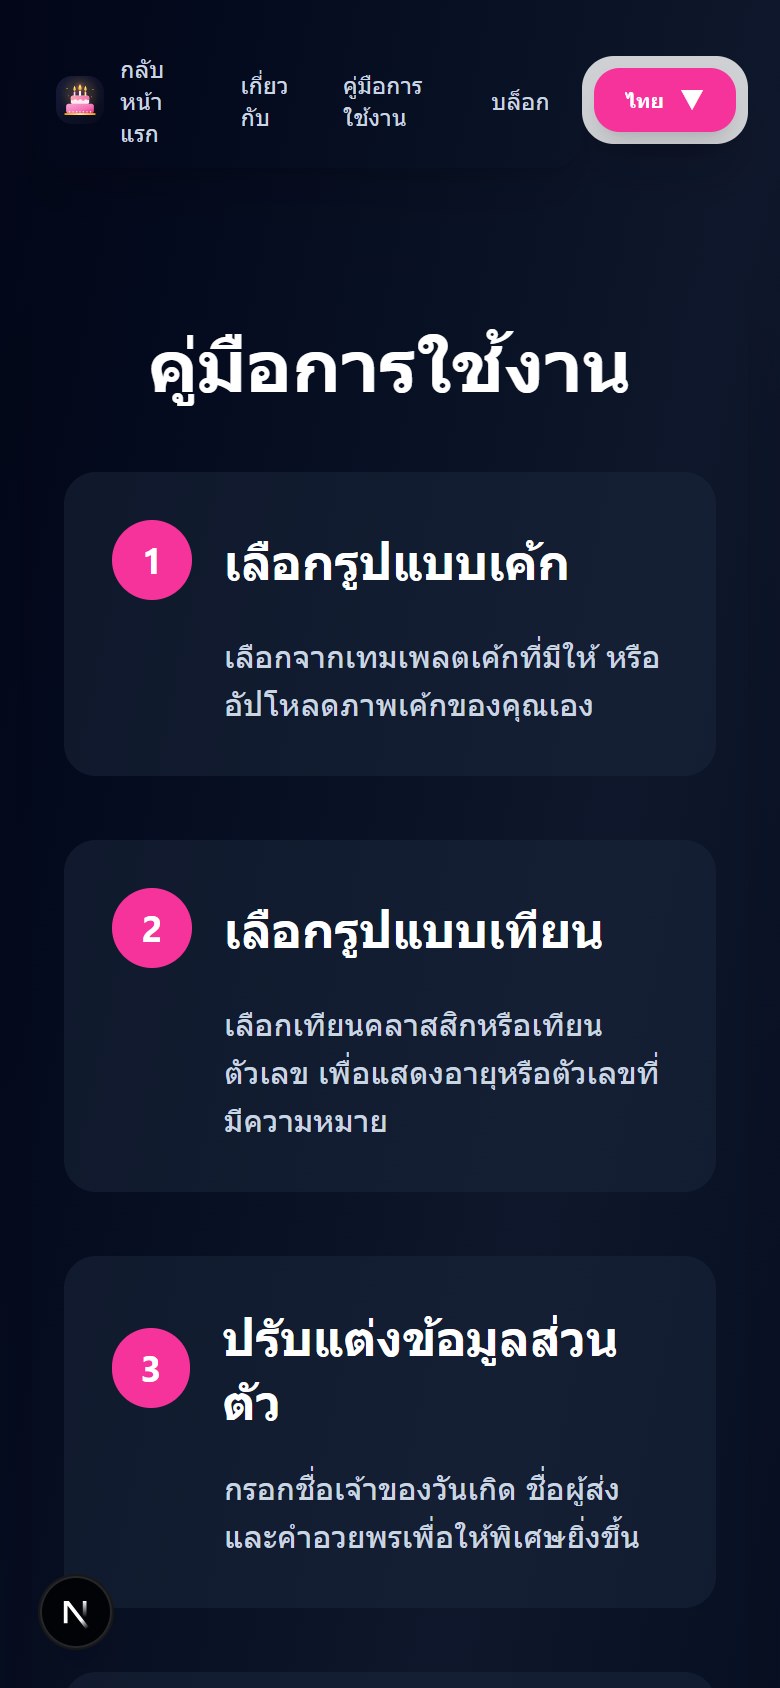 กลับ
หน้า
แรก
เกี่ยว
กับ
คู่มือการ
ใช้งาน
บล็อก
ไทย ▼
คู่มือการใช้งาน
1
เลือกรูปแบบเค้ก
เลือกจากเทมเพลตเค้กที่มีให้ หรือ
อัปโหลดภาพเค้กของคุณเอง
2
เลือกรูปแบบเทียน
เลือกเทียนคลาสสิกหรือเทียน
ตัวเลข เพื่อแสดงอายุหรือตัวเลขที่
มีความหมาย
3
ปรับแต่งข้อมูลส่วน
ตัว
กรอกชื่อเจ้าของวันเกิด ชื่อผู้ส่ง
และคำอวยพรเพื่อให้พิเศษยิ่งขึ้น
N